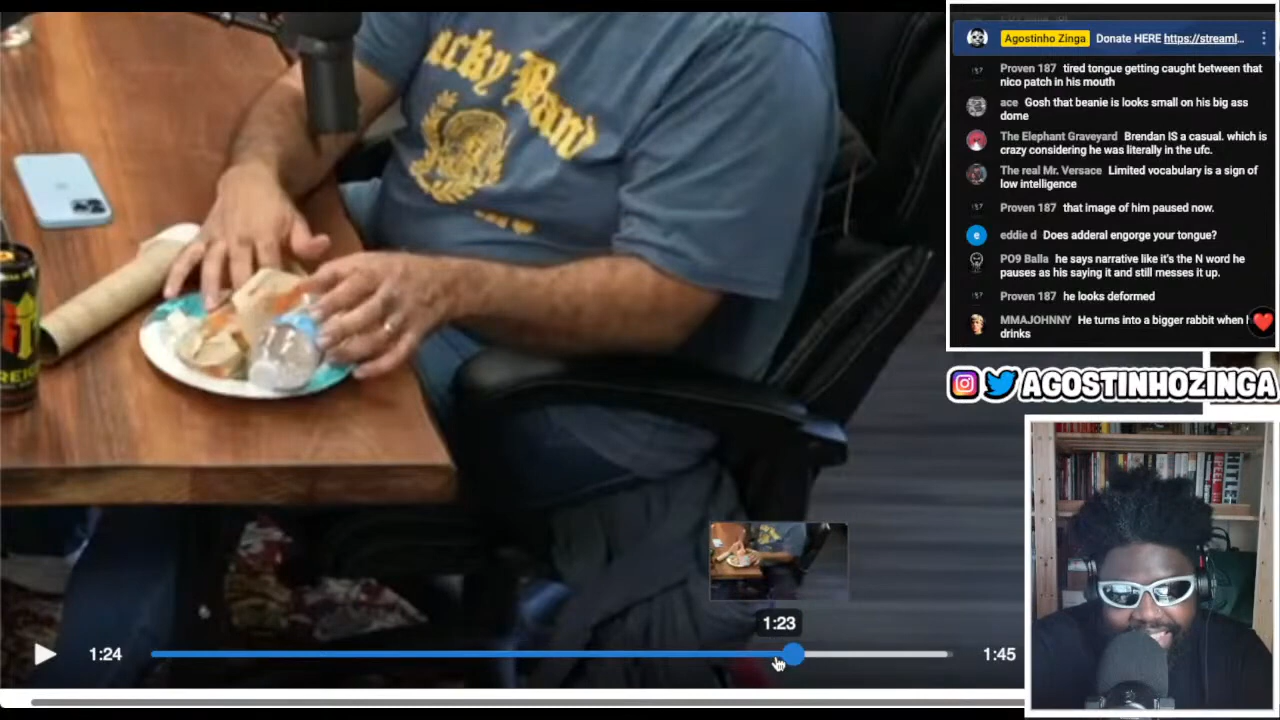 acky Band
REIG
1:23
1:24
1:45
Agostinho Zinga Donate HERE https://streaml...
Proven 187 tired tongue getting caught between that
nico patch in his mouth
ace Gosh that beanie is looks small on his big ass
dome
The Elephant Graveyard Brendan IS a casual. which is
crazy considering he was literally in the ufc.
The real Mr. Versace Limited vocabulary is a sign of
low intelligence
Proven 187 that image of him paused now.
eddie d Does adderal engorge your tongue?
PO9 Balla he says narrative like it's the N word he
pauses as his saying it and still messes it up.
Proven 187 he looks deformed
MMAJOHNNY He turns into a bigger rabbit when
drinks
AGOSTINHOZINGA